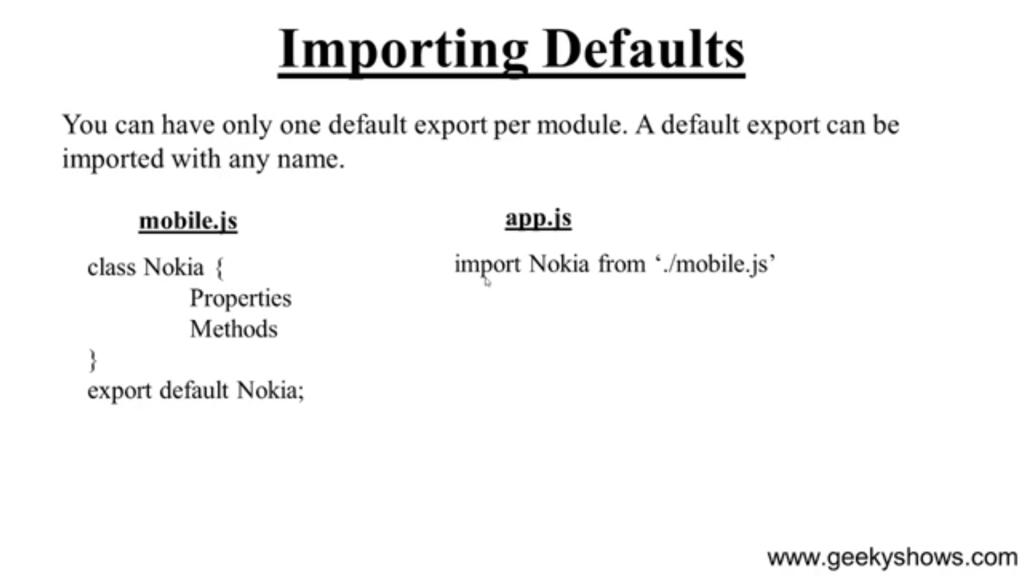 Importing Defaults
You can have only one default export per module. A default export can be
imported with any name.
mobile.js
class Nokia {
Properties
Methods
}
export default Nokia;
app.js
import Nokia from ‘./mobile.js’
www.geekyshows.com